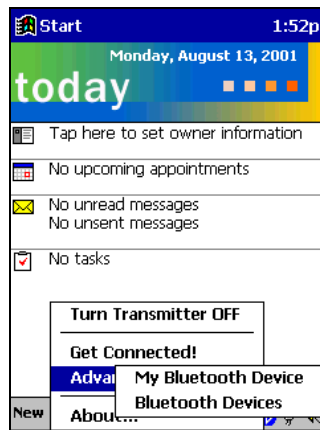 Start 1:52p
Monday, August 13, 2001
today
Tap here to set owner information
No upcoming appointments
No unread messages
No unsent messages
No tasks
Turn Transmitter OFF
Get Connected!
Advan
My Bluetooth Device
Bluetooth Devices
New
About...